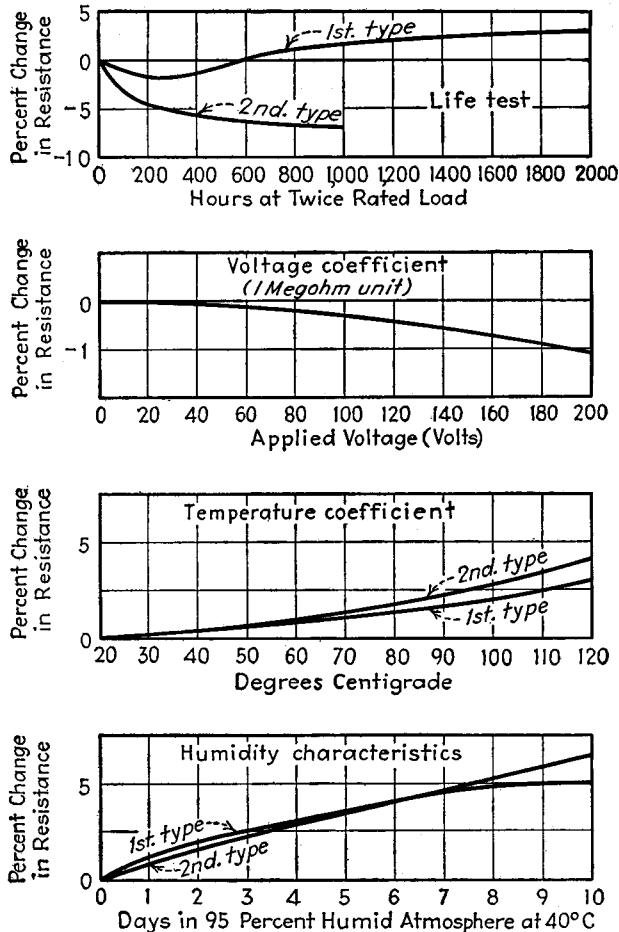 Percent Change
in Resistance
5
0
-5
-10
1st. type
2nd. type
Life test
0 200 400 600 800 1,000 1,200 1400 1600 1800 2000
Hours at Twice Rated Load
Percent Change
in Resistance
0
-1
Voltage coefficient
(1 Megohm unit)
0 20 40 60 80 100 120 140 160 180 200
Applied Voltage (Volts)
Percent Change
in Resistance
5
0
Temperature coefficient
2nd. type
1st. type
20 30 40 50 60 70 80 90 100 110 120
Degrees Centigrade
Percent Change
in Resistance
5
0
Humidity characteristics
1st. type
2nd. type
0 1 2 3 4 5 6 7 8 9 10
Days in 95 Percent Humid Atmosphere at 40°C